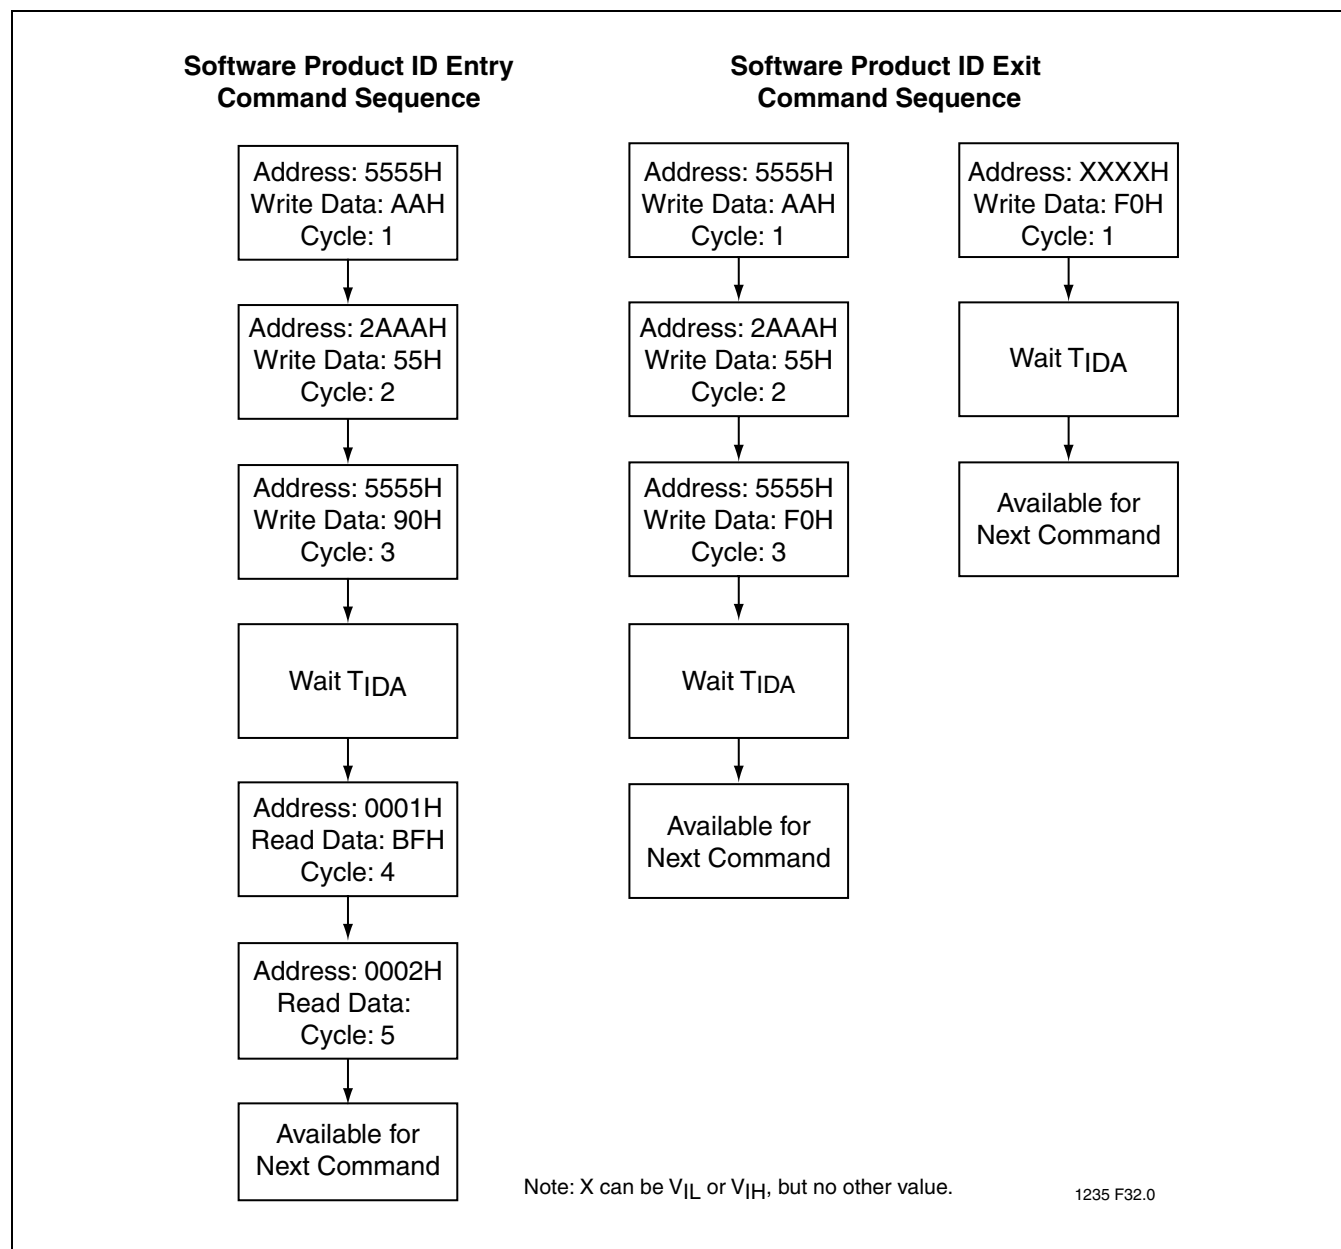 Software Product ID Entry
Command Sequence
Address: 5555H
Write Data: AAH
Cycle: 1
Address: 2AAAH
Write Data: 55H
Cycle: 2
Address: 5555H
Write Data: 90H
Cycle: 3
Wait TIDA
Address: 0001H
Read Data: BFH
Cycle: 4
Address: 0002H
Read Data:
Cycle: 5
Available for
Next Command
Software Product ID Exit
Command Sequence
Address: 5555H
Write Data: AAH
Cycle: 1
Address: 2AAAH
Write Data: 55H
Cycle: 2
Address: 5555H
Write Data: F0H
Cycle: 3
Wait TIDA
Available for
Next Command
Address: XXXXH
Write Data: F0H
Cycle: 1
Wait TIDA
Available for
Next Command
Note: X can be VIL or VIH, but no other value.
1235 F32.0